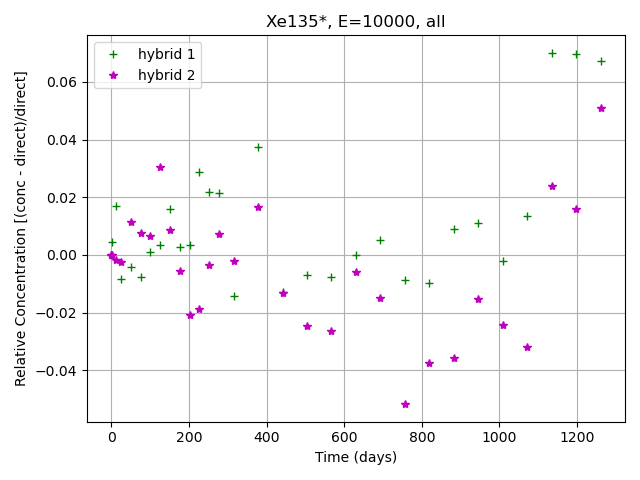 Xe135*, E=10000, all
hybrid 1
hybrid 2
Relative Concentration [(conc - direct)/direct]
0.06
0.04
0.02
0.00
−0.02
−0.04
0 200 400 600 800 1000 1200
Time (days)